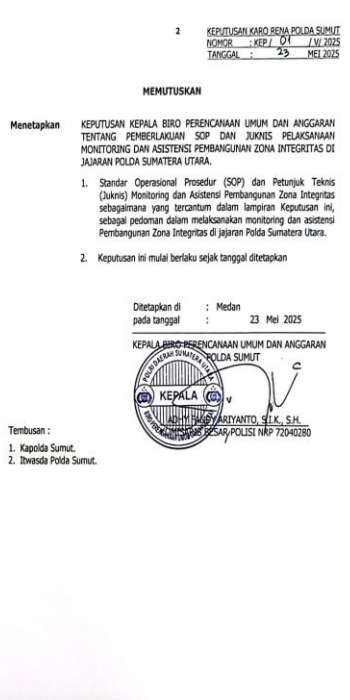 2
KEPUTUSAN KARO RENA POLDA SUMUT
NOMOR : KEP / 01 / V/ 2025
TANGGAL : 23 MEI 2025
MEMUTUSKAN
Menetapkan KEPUTUSAN KEPALA BIRO PERENCANAAN UMUM DAN ANGGARAN
TENTANG PEMBERLAKUAN SOP DAN JUKNIS PELAKSANAAN
MONITORING DAN ASISTENSI PEMBANGUNAN ZONA INTEGRITAS DI
JAJARAN POLDA SUMATERA UTARA.
1. Standar Operasional Prosedur (SOP) dan Petunjuk Teknis
(Juknis) Monitoring dan Asistensi Pembangunan Zona Integritas
sebagaimana yang tercantum dalam lampiran Keputusan ini,
sebagai pedoman dalam melaksanakan monitoring dan asistensi
Pembangunan Zona Integritas di jajaran Polda Sumatera Utara.
2. Keputusan ini mulai berlaku sejak tanggal ditetapkan
Ditetapkan di : Medan
pada tanggal : 23 Mei 2025
KEPALA BIRO PERENCANAAN UMUM DAN ANGGARAN
POLDA SUMUT
KEPALA
ARIYANTO, S.I.K., S.H.
BESAR POLISI NRP 72040280
Tembusan :
1. Kapolda Sumut.
2. Itwasda Polda Sumut.